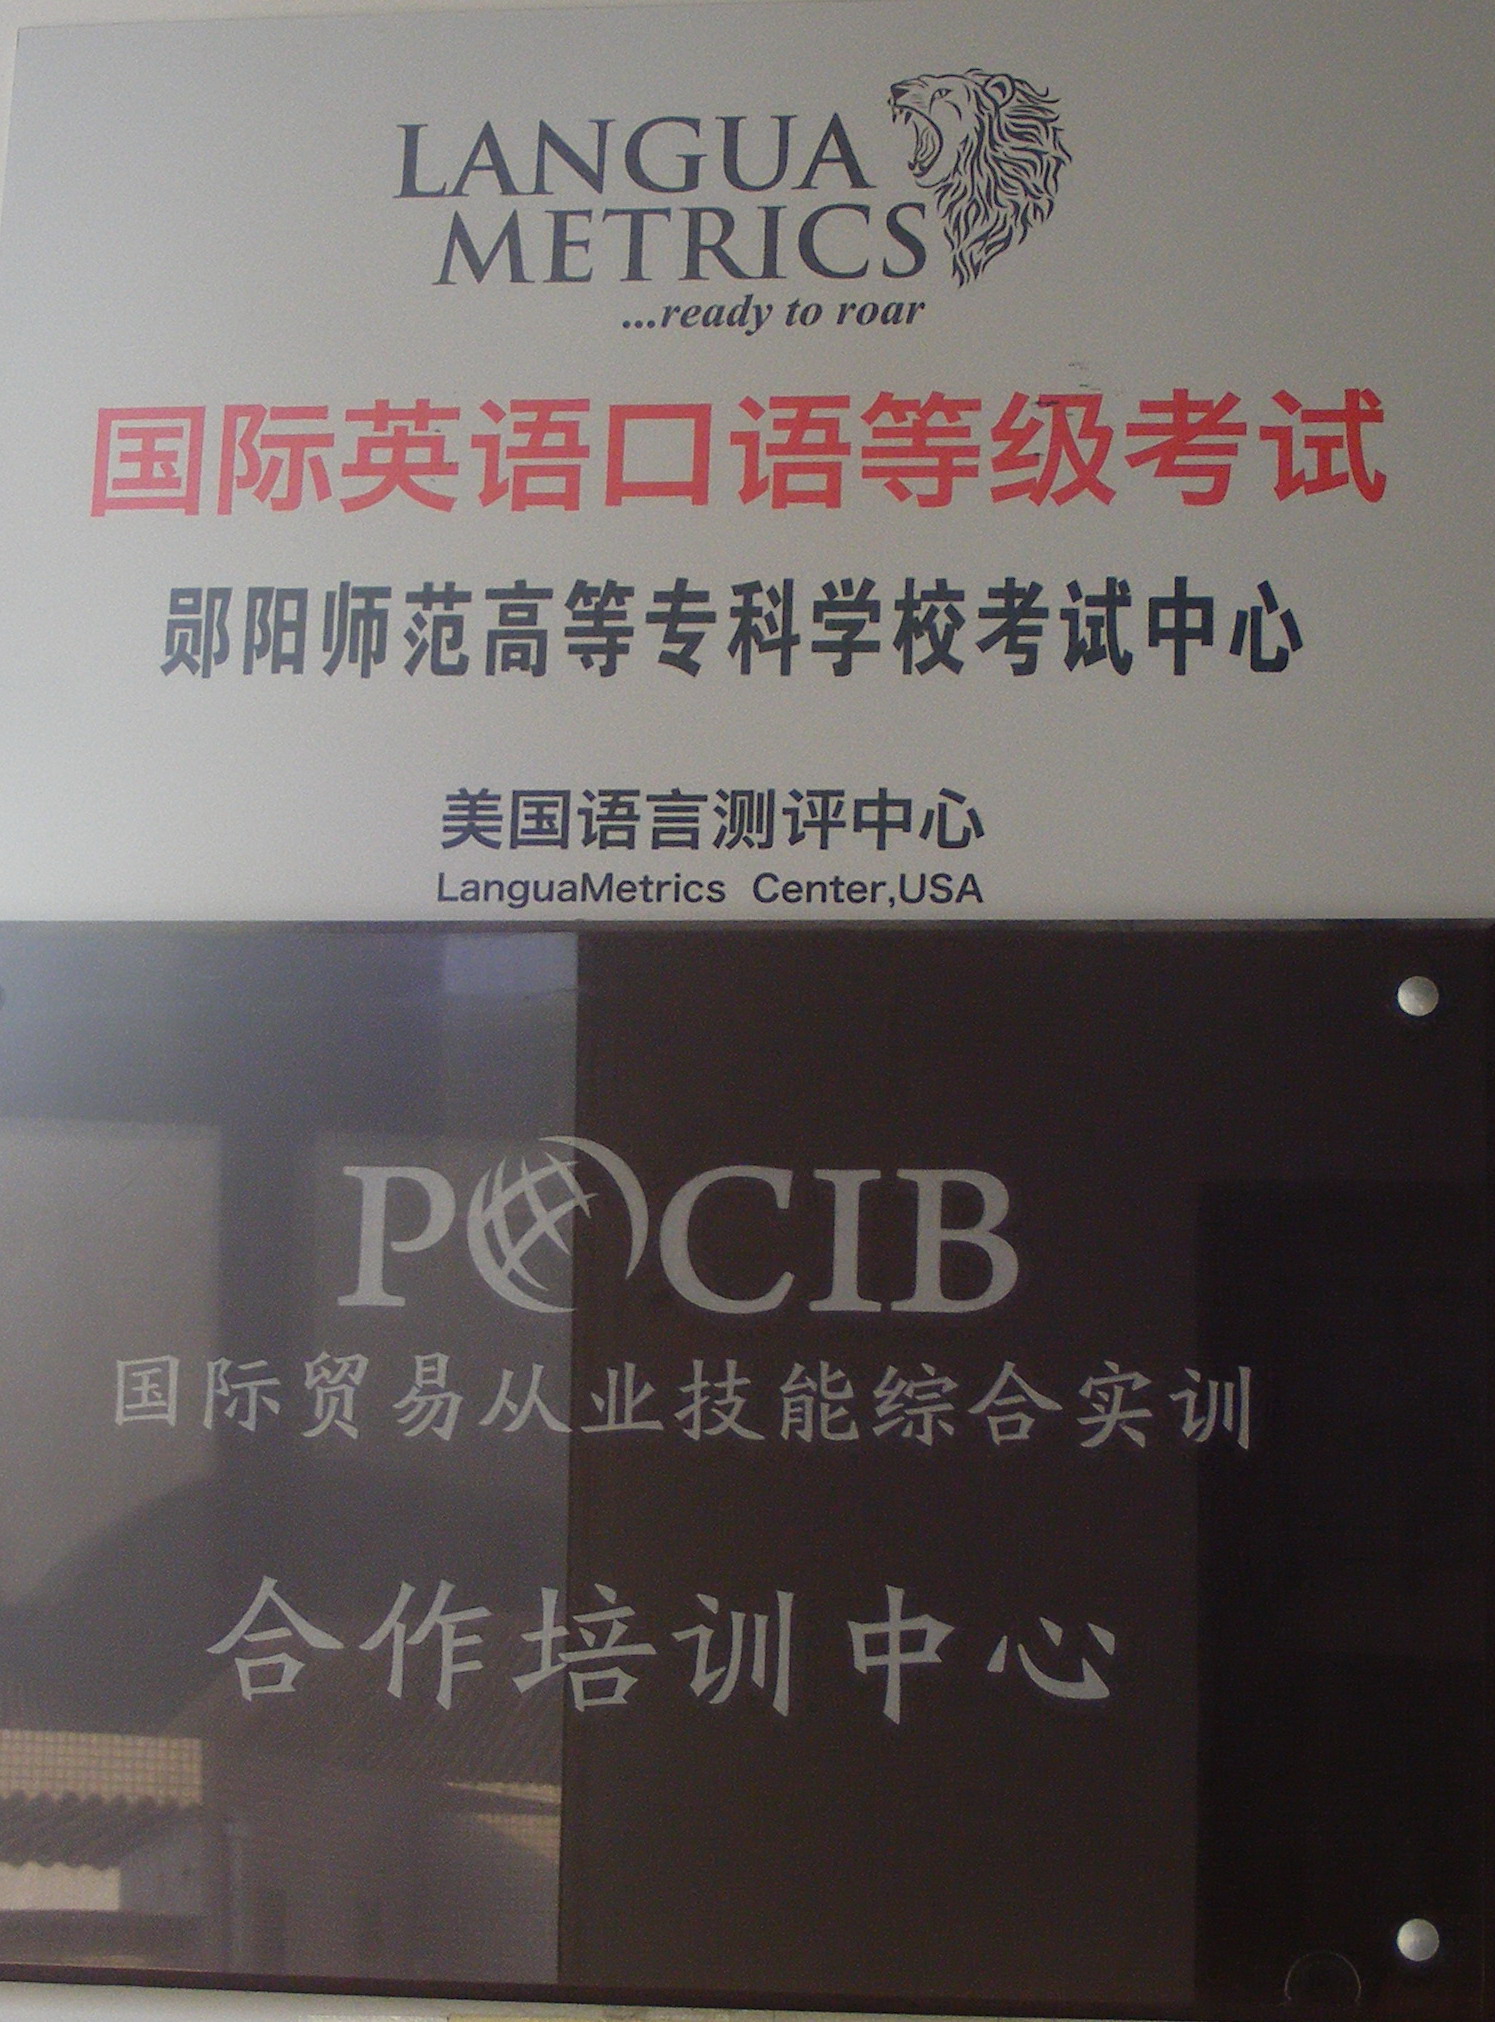 LANGUA
METRICS
...ready to roar
国际英语口语等级考试
郧阳师范高等专科学校考试中心
美国语言测评中心
LanguaMetrics Center,USA
POCIB
国际贸易从业技能综合实训
合作培训中心